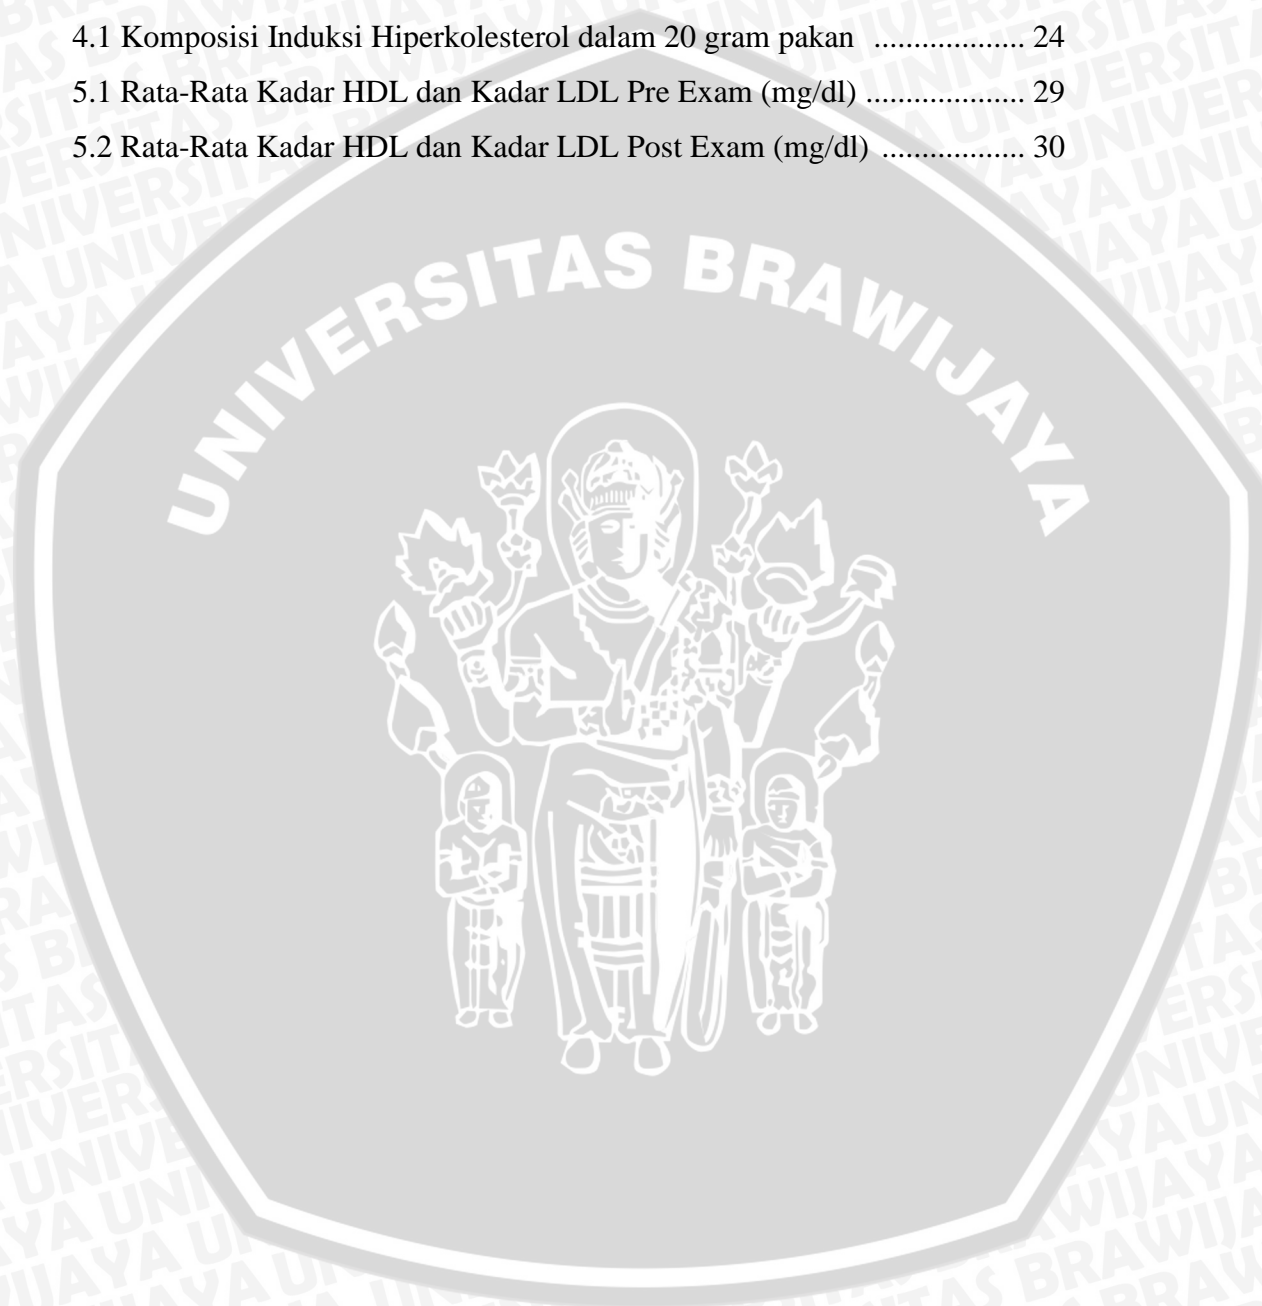 4.1 Komposisi Induksi Hiperkolesterol dalam 20 gram pakan .................. 24
5.1 Rata-Rata Kadar HDL dan Kadar LDL Pre Exam (mg/dl) ................... 29
5.2 Rata-Rata Kadar HDL dan Kadar LDL Post Exam (mg/dl) ................. 30
UNIVERSITAS BRAWIJAYA